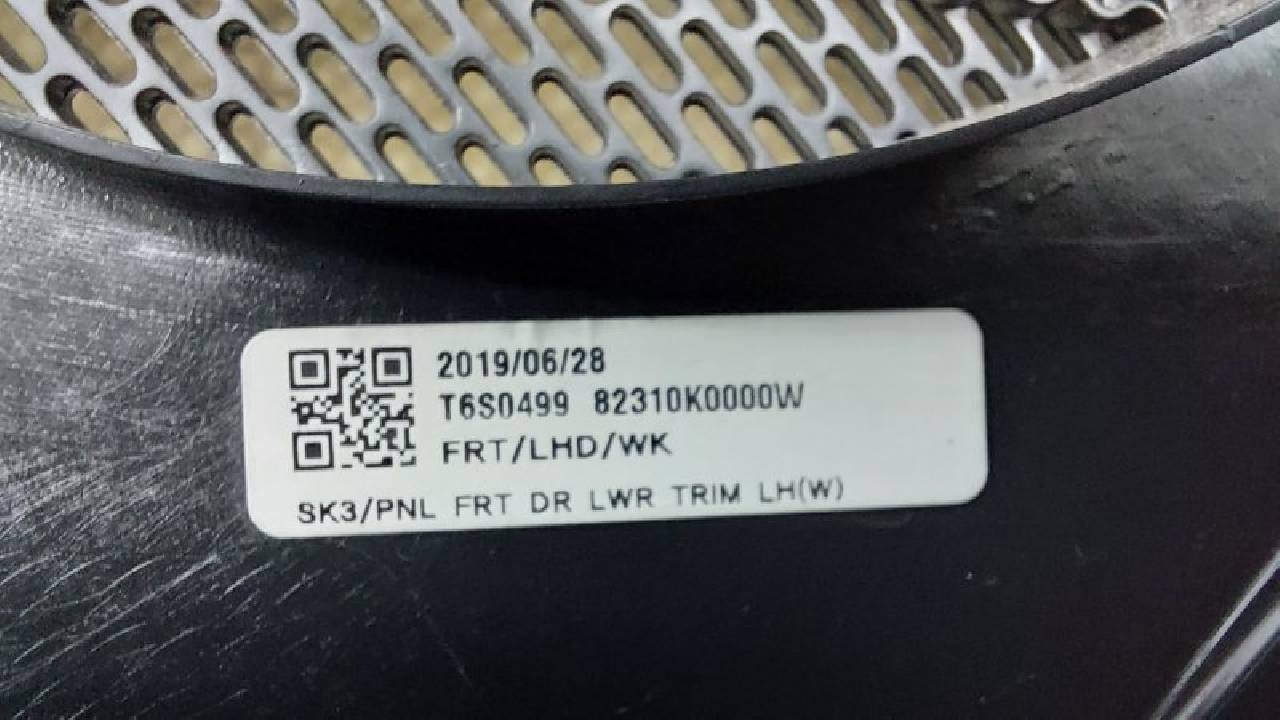 2019/06/28
T6S0499 82310K0000W
FRT/LHD/WK
SK3/PNL FRT DR LWR TRIM LH(W)